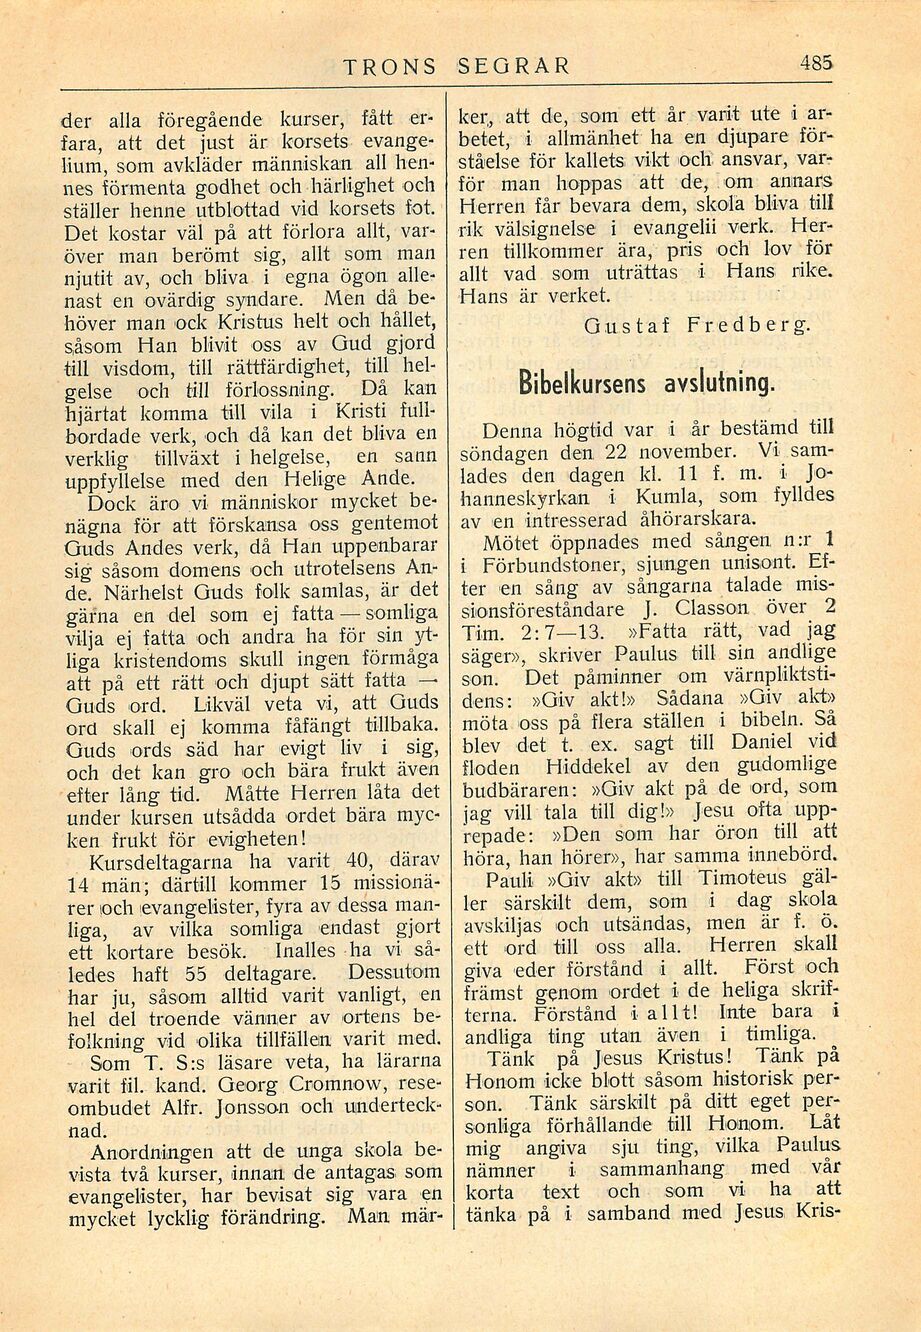 TRONS SEGRAR 485
der alla föregående kurser, fått er-
fara, att det just är korsets evange-
lium, som avkläder människan all hen-
nes förmenta godhet och härlighet och
ställer henne utblottad vid korsets fot.
Det kostar väl på att förlora allt, var-
över man berömt sig, allt som man
njutit av, och bliva i egna ögon alle-
nast en ovärdig syndare. Men då be-
höver man ock Kristus helt och hållet,
såsom Han blivit oss av Gud gjord
till visdom, till rättfärdighet, till hel-
gelse och till förlossning. Då kan
hjärtat komma till vila i Kristi full-
bordade verk, och då kan det bliva en
verklig tillväxt i helgelse, en sann
uppfyllelse med den Helige Ande.
Dock äro vi människor mycket be-
nägna för att förskansa oss gentemot
Guds Andes verk, då Han uppenbarar
sig såsom domens och utrotelsens An-
de. Närhelst Guds folk samlas, är det
gärna en del som ej fatta — somliga
vilja ej fatta och andra ha för sin yt-
liga kristendoms skull ingen förmåga
att på ett rätt och djupt sätt fatta —
Guds ord. Likväl veta vi, att Guds
ord skall ej komma fåfängt tillbaka.
Guds ords säd har evigt liv i sig,
och det kan gro och bära frukt även
efter lång tid. Måtte Herren låta det
under kursen utsådda ordet bära myc-
ken frukt för evigheten!
Kursdeltagarna ha varit 40, därav
14 män; därtill kommer 15 missionä-
rer och evangelister, fyra av dessa man-
liga, av vilka somliga endast gjort
ett kortare besök. Inalles ha vi så-
ledes haft 55 deltagare. Dessutom
har ju, såsom alltid varit vanligt, en
hel del troende vänner av ortens be-
folkning vid olika tillfällen varit med.
Som T. S:s läsare veta, ha lärarna
varit fil. kand. Georg Cromnow, rese-
ombudet Alfr. Jonsson och underteck-
nad.
Anordningen att de unga skola be-
vista två kurser, innan de antagas som
evangelister, har bevisat sig vara en
mycket lycklig förändring. Man mär-
ker, att de, som ett år varit ute i ar-
betet, i allmänhet ha en djupare för-
ståelse för kallets vikt och ansvar, var-
för man hoppas att de, om annars
Herren får bevara dem, skola bliva till
rik välsignelse i evangelii verk. Her-
ren tillkommer ära, pris och lov för
allt vad som uträttas i Hans rike.
Hans är verket.
Gustaf Fredberg.
Bibelkursens avslutning.
Denna högtid var i år bestämd till
söndagen den 22 november. Vi sam-
lades den dagen kl. 11 f. m. i Jo-
hanneskyrkan i Kumla, som fylldes
av en intresserad åhörarskara.
Mötet öppnades med sången n:r 1
i Förbundstoner, sjungen unisont. Ef-
ter en sång av sångarna talade mis-
sionsföreståndare J. Classon över 2
Tim. 2: 7—13. »Fatta rätt, vad jag
säger», skriver Paulus till sin andlige
son. Det påminner om värnpliktsti-
dens: »Giv akt!» Sådana »Giv akt»
möta oss på flera ställen i bibeln. Så
blev det t. ex. sagt till Daniel vid
floden Hiddekel av den gudomlige
budbäraren: »Giv akt på de ord, som
jag vill tala till dig!» Jesu ofta upp-
repade: »Den som har öron till att
höra, han hörer», har samma innebörd.
Pauli »Giv akt» till Timoteus gäl-
ler särskilt dem, som i dag skola
avskiljas och utsändas, men är f. ö.
ett ord till oss alla. Herren skall
giva eder förstånd i allt. Först och
främst genom ordet i de heliga skrif-
terna. Förstånd i allt! Inte bara i
andliga ting utan även i timliga.
Tänk på Jesus Kristus! Tänk på
Honom icke blott såsom historisk per-
son. Tänk särskilt på ditt eget per-
sonliga förhållande till Honom. Låt
mig angiva sju ting, vilka Paulus
nämner i sammanhang med vår
korta text och som vi ha att
tänka på i samband med Jesus Kris-